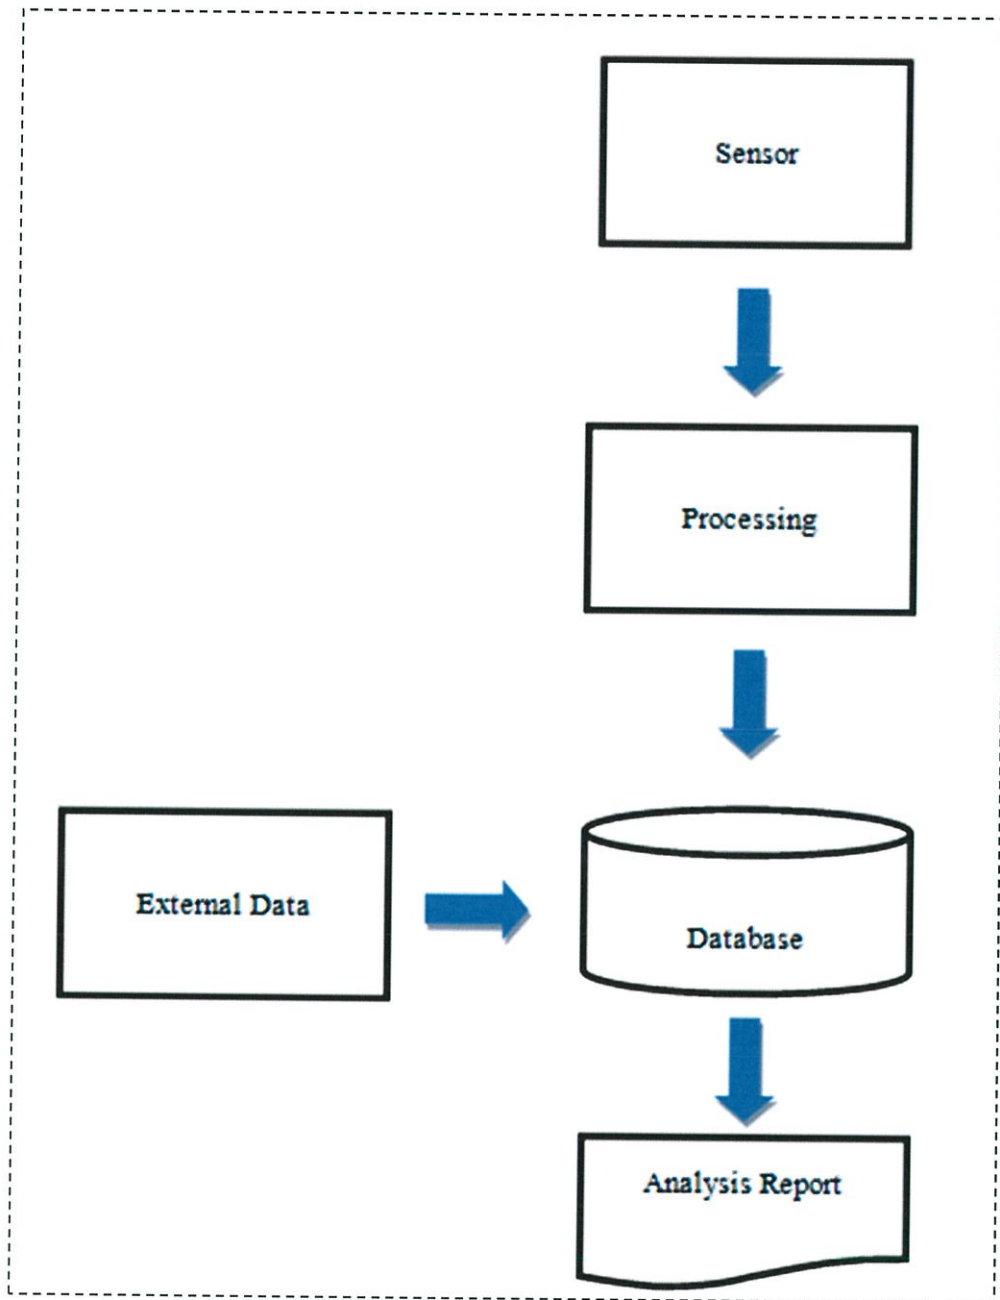 Sensor
Processing
External Data
Database
Analysis Report